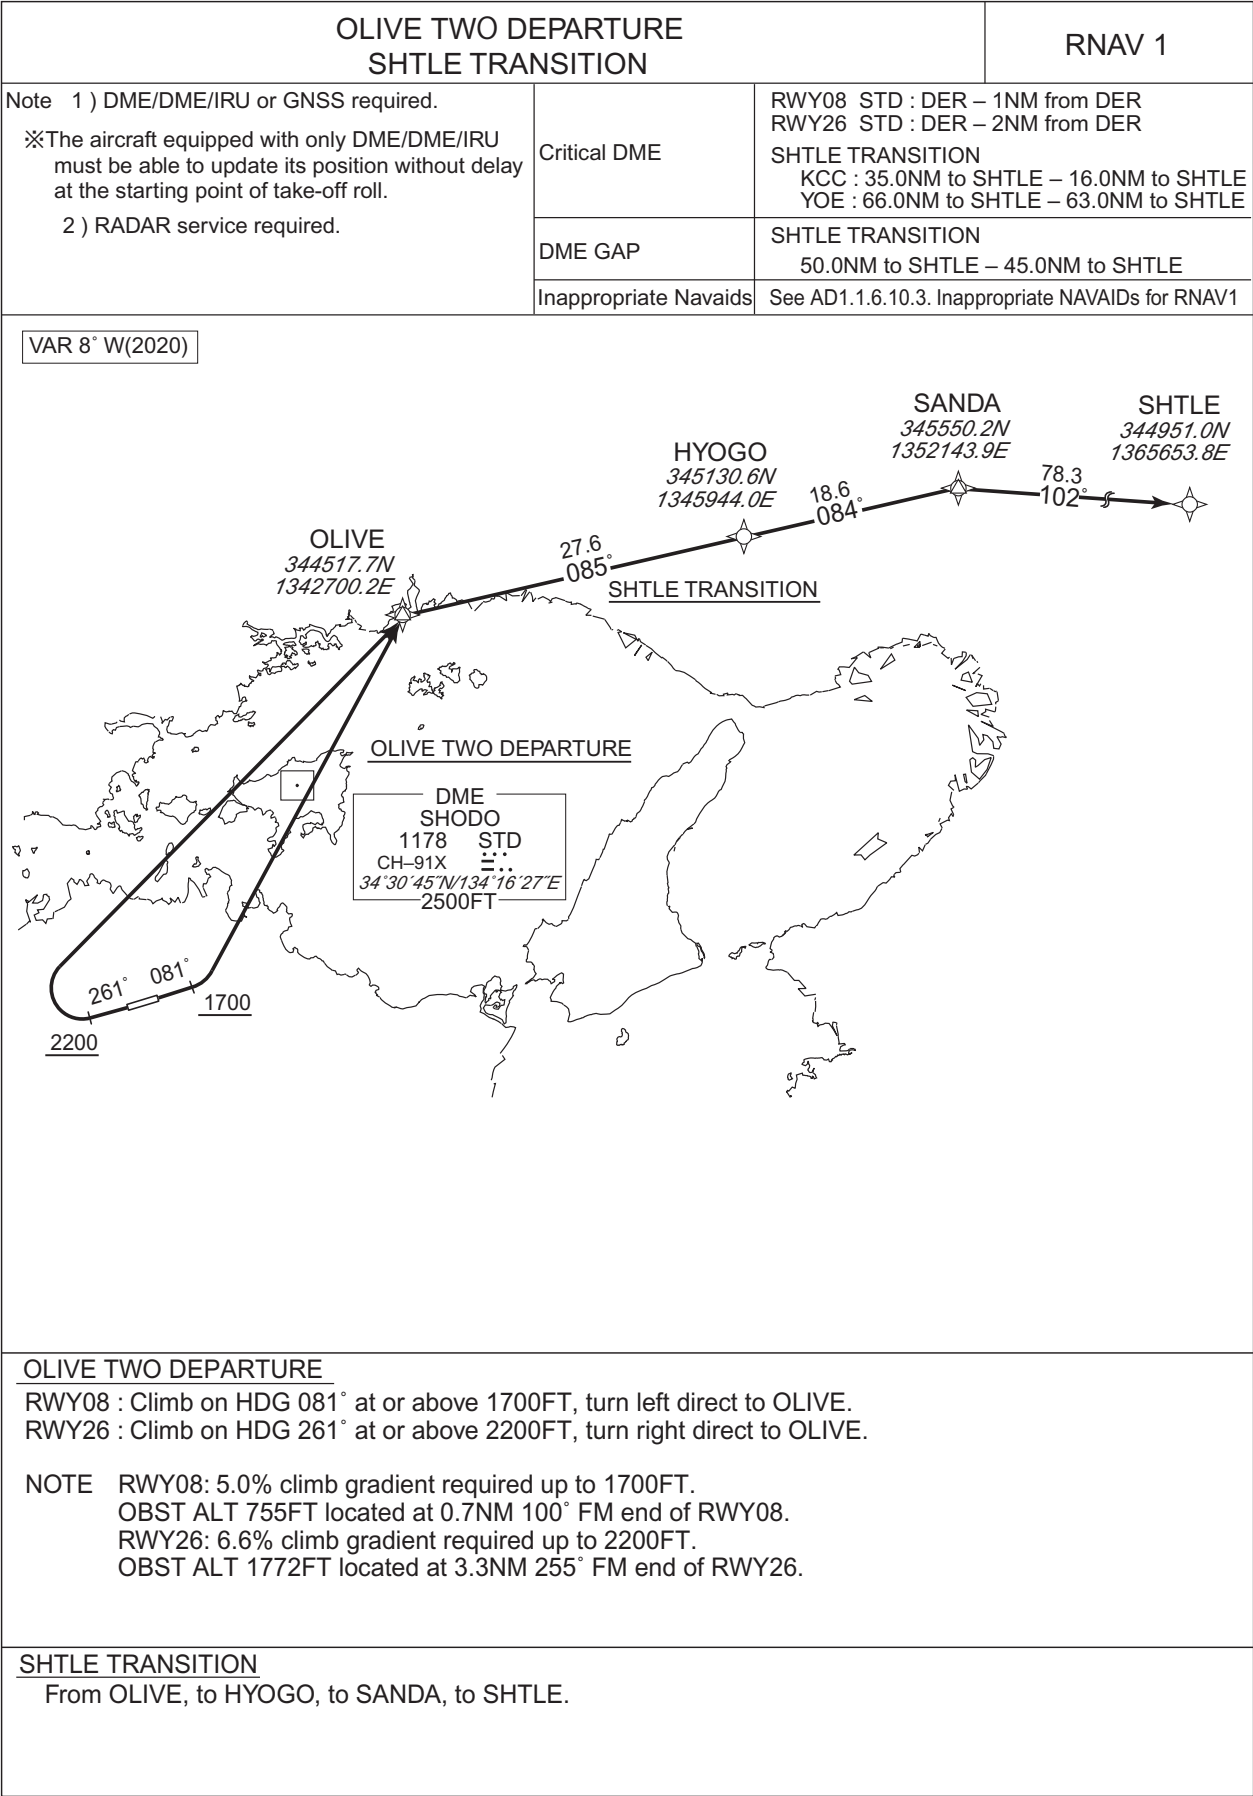 OLIVE TWO DEPARTURE
SHTLE TRANSITION
RNAV 1
Note 1 ) DME/DME/IRU or GNSS required.
※The aircraft equipped with only DME/DME/IRU
must be able to update its position without delay
at the starting point of take-off roll.
2 ) RADAR service required.
Critical DME
RWY08 STD : DER – 1NM from DER
RWY26 STD : DER – 2NM from DER
SHTLE TRANSITION
KCC : 35.0NM to SHTLE – 16.0NM to SHTLE
YOE : 66.0NM to SHTLE – 63.0NM to SHTLE
DME GAP
SHTLE TRANSITION
50.0NM to SHTLE – 45.0NM to SHTLE
Inappropriate Navaids
See AD1.1.6.10.3. Inappropriate NAVAIDs for RNAV1
VAR 8˚ W(2020)
SANDA
345550.2N
1352143.9E
SHTLE
344951.0N
1365653.8E
HYOGO
345130.6N
1345944.0E
78.3
102˚
18.6
084˚
OLIVE
344517.7N
1342700.2E
27.6
085˚
SHTLE TRANSITION
OLIVE TWO DEPARTURE
DME
SHODO
1178 STD
CH–91X
34˚30´45˝N/134˚16´27˝E
2500FT
261˚ 081˚
1700
2200
OLIVE TWO DEPARTURE
RWY08 : Climb on HDG 081˚ at or above 1700FT, turn left direct to OLIVE.
RWY26 : Climb on HDG 261˚ at or above 2200FT, turn right direct to OLIVE.
NOTE RWY08: 5.0% climb gradient required up to 1700FT.
OBST ALT 755FT located at 0.7NM 100˚ FM end of RWY08.
RWY26: 6.6% climb gradient required up to 2200FT.
OBST ALT 1772FT located at 3.3NM 255˚ FM end of RWY26.
SHTLE TRANSITION
From OLIVE, to HYOGO, to SANDA, to SHTLE.